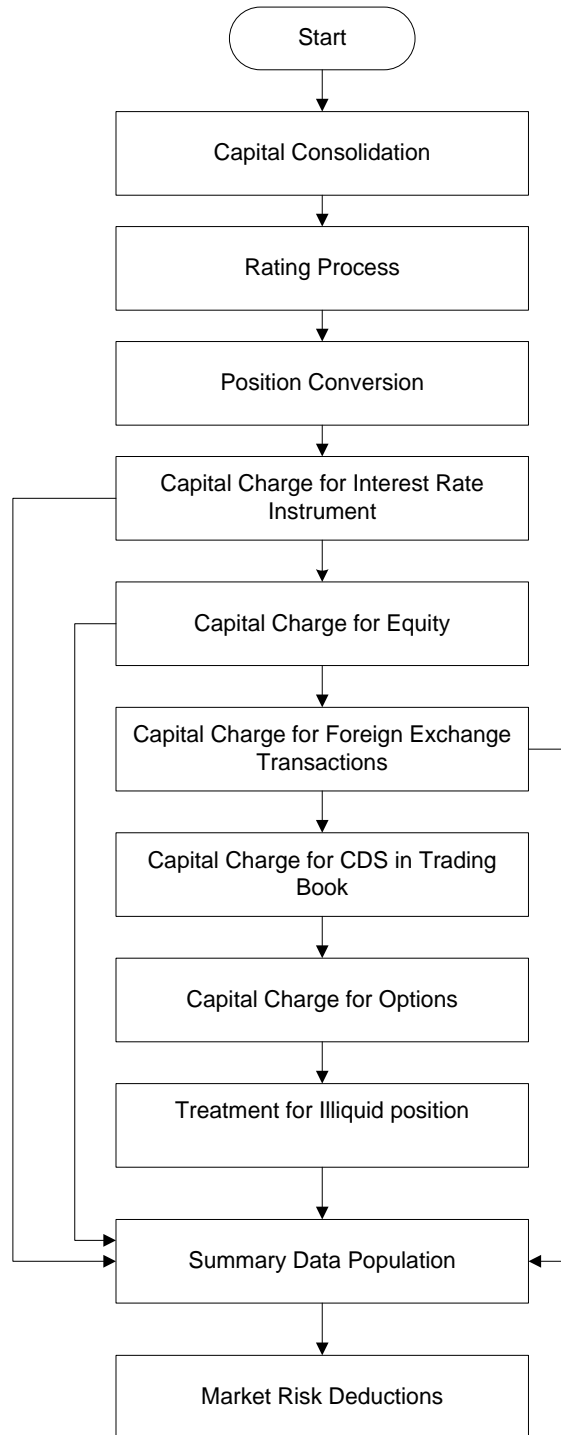 Start
Capital Consolidation
Rating Process
Position Conversion
Capital Charge for Interest Rate
Instrument
Capital Charge for Equity
Capital Charge for Foreign Exchange
Transactions
Capital Charge for CDS in Trading
Book
Capital Charge for Options
Treatment for Illiquid position
Summary Data Population
Market Risk Deductions